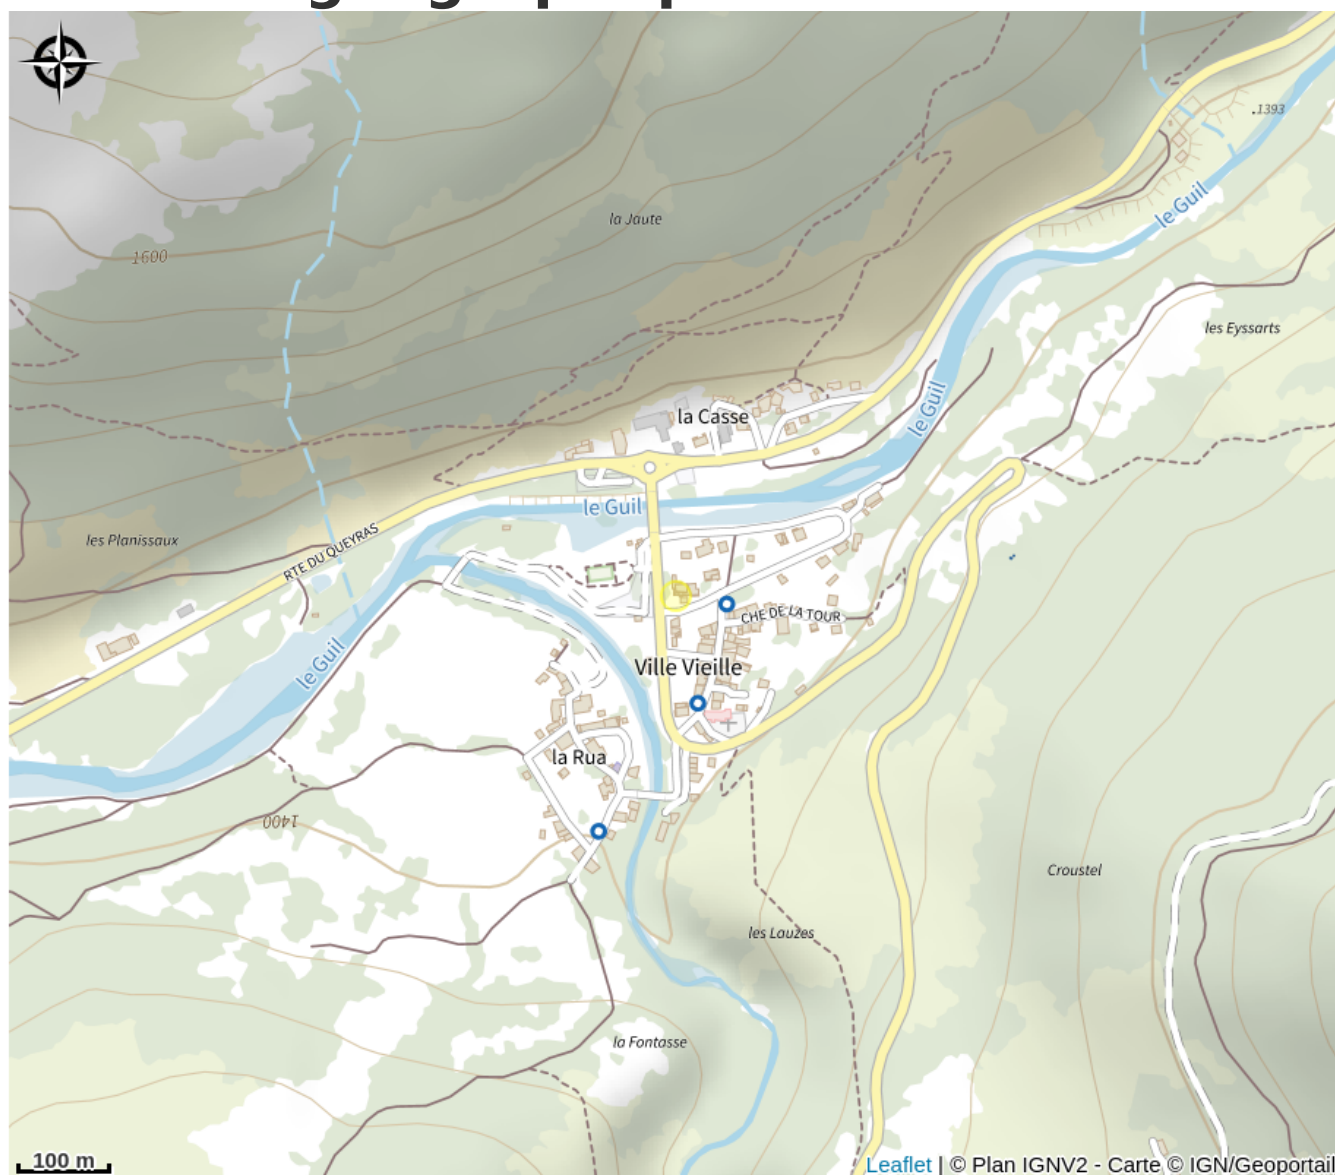 .1393
le Guil
la Jaute
1600
les Eyssarts
la Casse
le Guil
le Guil
les Planissaux
RTE DU QUEYRAS
CHE DE LA TOUR
le Guil
Ville Vieille
la Rua
1400
Croustel
les Lauzes
la Fontasse
100 m
Leaflet | © Plan IGNV2 - Carte © IGN/Geoportail